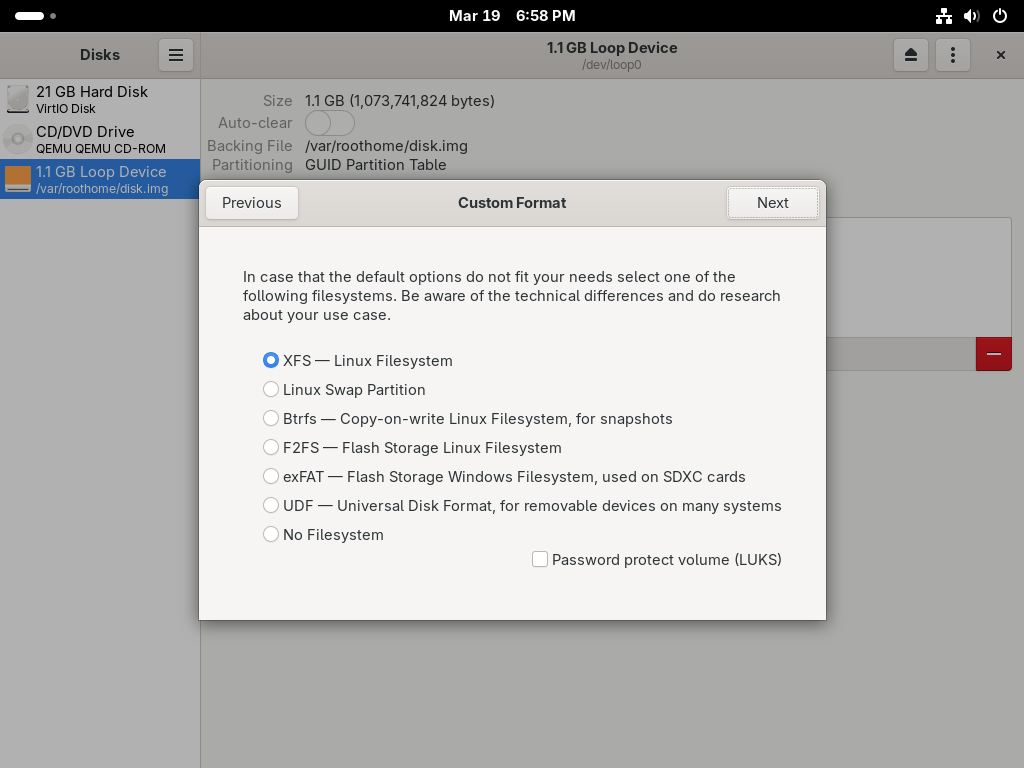 Mar 19 6:58 PM
Disks
1.1 GB Loop Device
/dev/loop0
21 GB Hard Disk
VirtIO Disk
CD/DVD Drive
QEMU QEMU CD-ROM
1.1 GB Loop Device
/var/roothome/disk.img
Size 1.1 GB (1,073,741,824 bytes)
Auto-clear
Backing File /var/roothome/disk.img
Partitioning GUID Partition Table
Previous
Custom Format
Next
In case that the default options do not fit your needs select one of the
following filesystems. Be aware of the technical differences and do research
about your use case.
XFS — Linux Filesystem
Linux Swap Partition
Btrfs — Copy-on-write Linux Filesystem, for snapshots
F2FS — Flash Storage Linux Filesystem
exFAT — Flash Storage Windows Filesystem, used on SDXC cards
UDF — Universal Disk Format, for removable devices on many systems
No Filesystem
Password protect volume (LUKS)